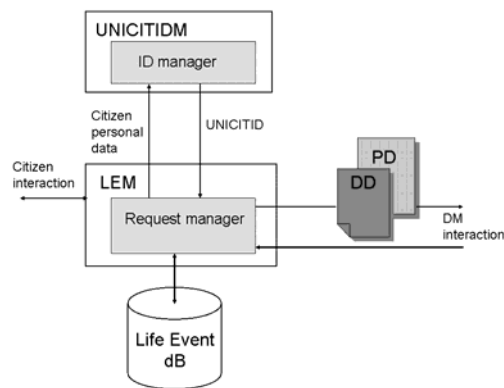 UNICITIDM
ID manager
Citizen
personal
data
UNICITID
Citizen
interaction
LEM
Request manager
PD
DD
DM
interaction
Life Event
dB